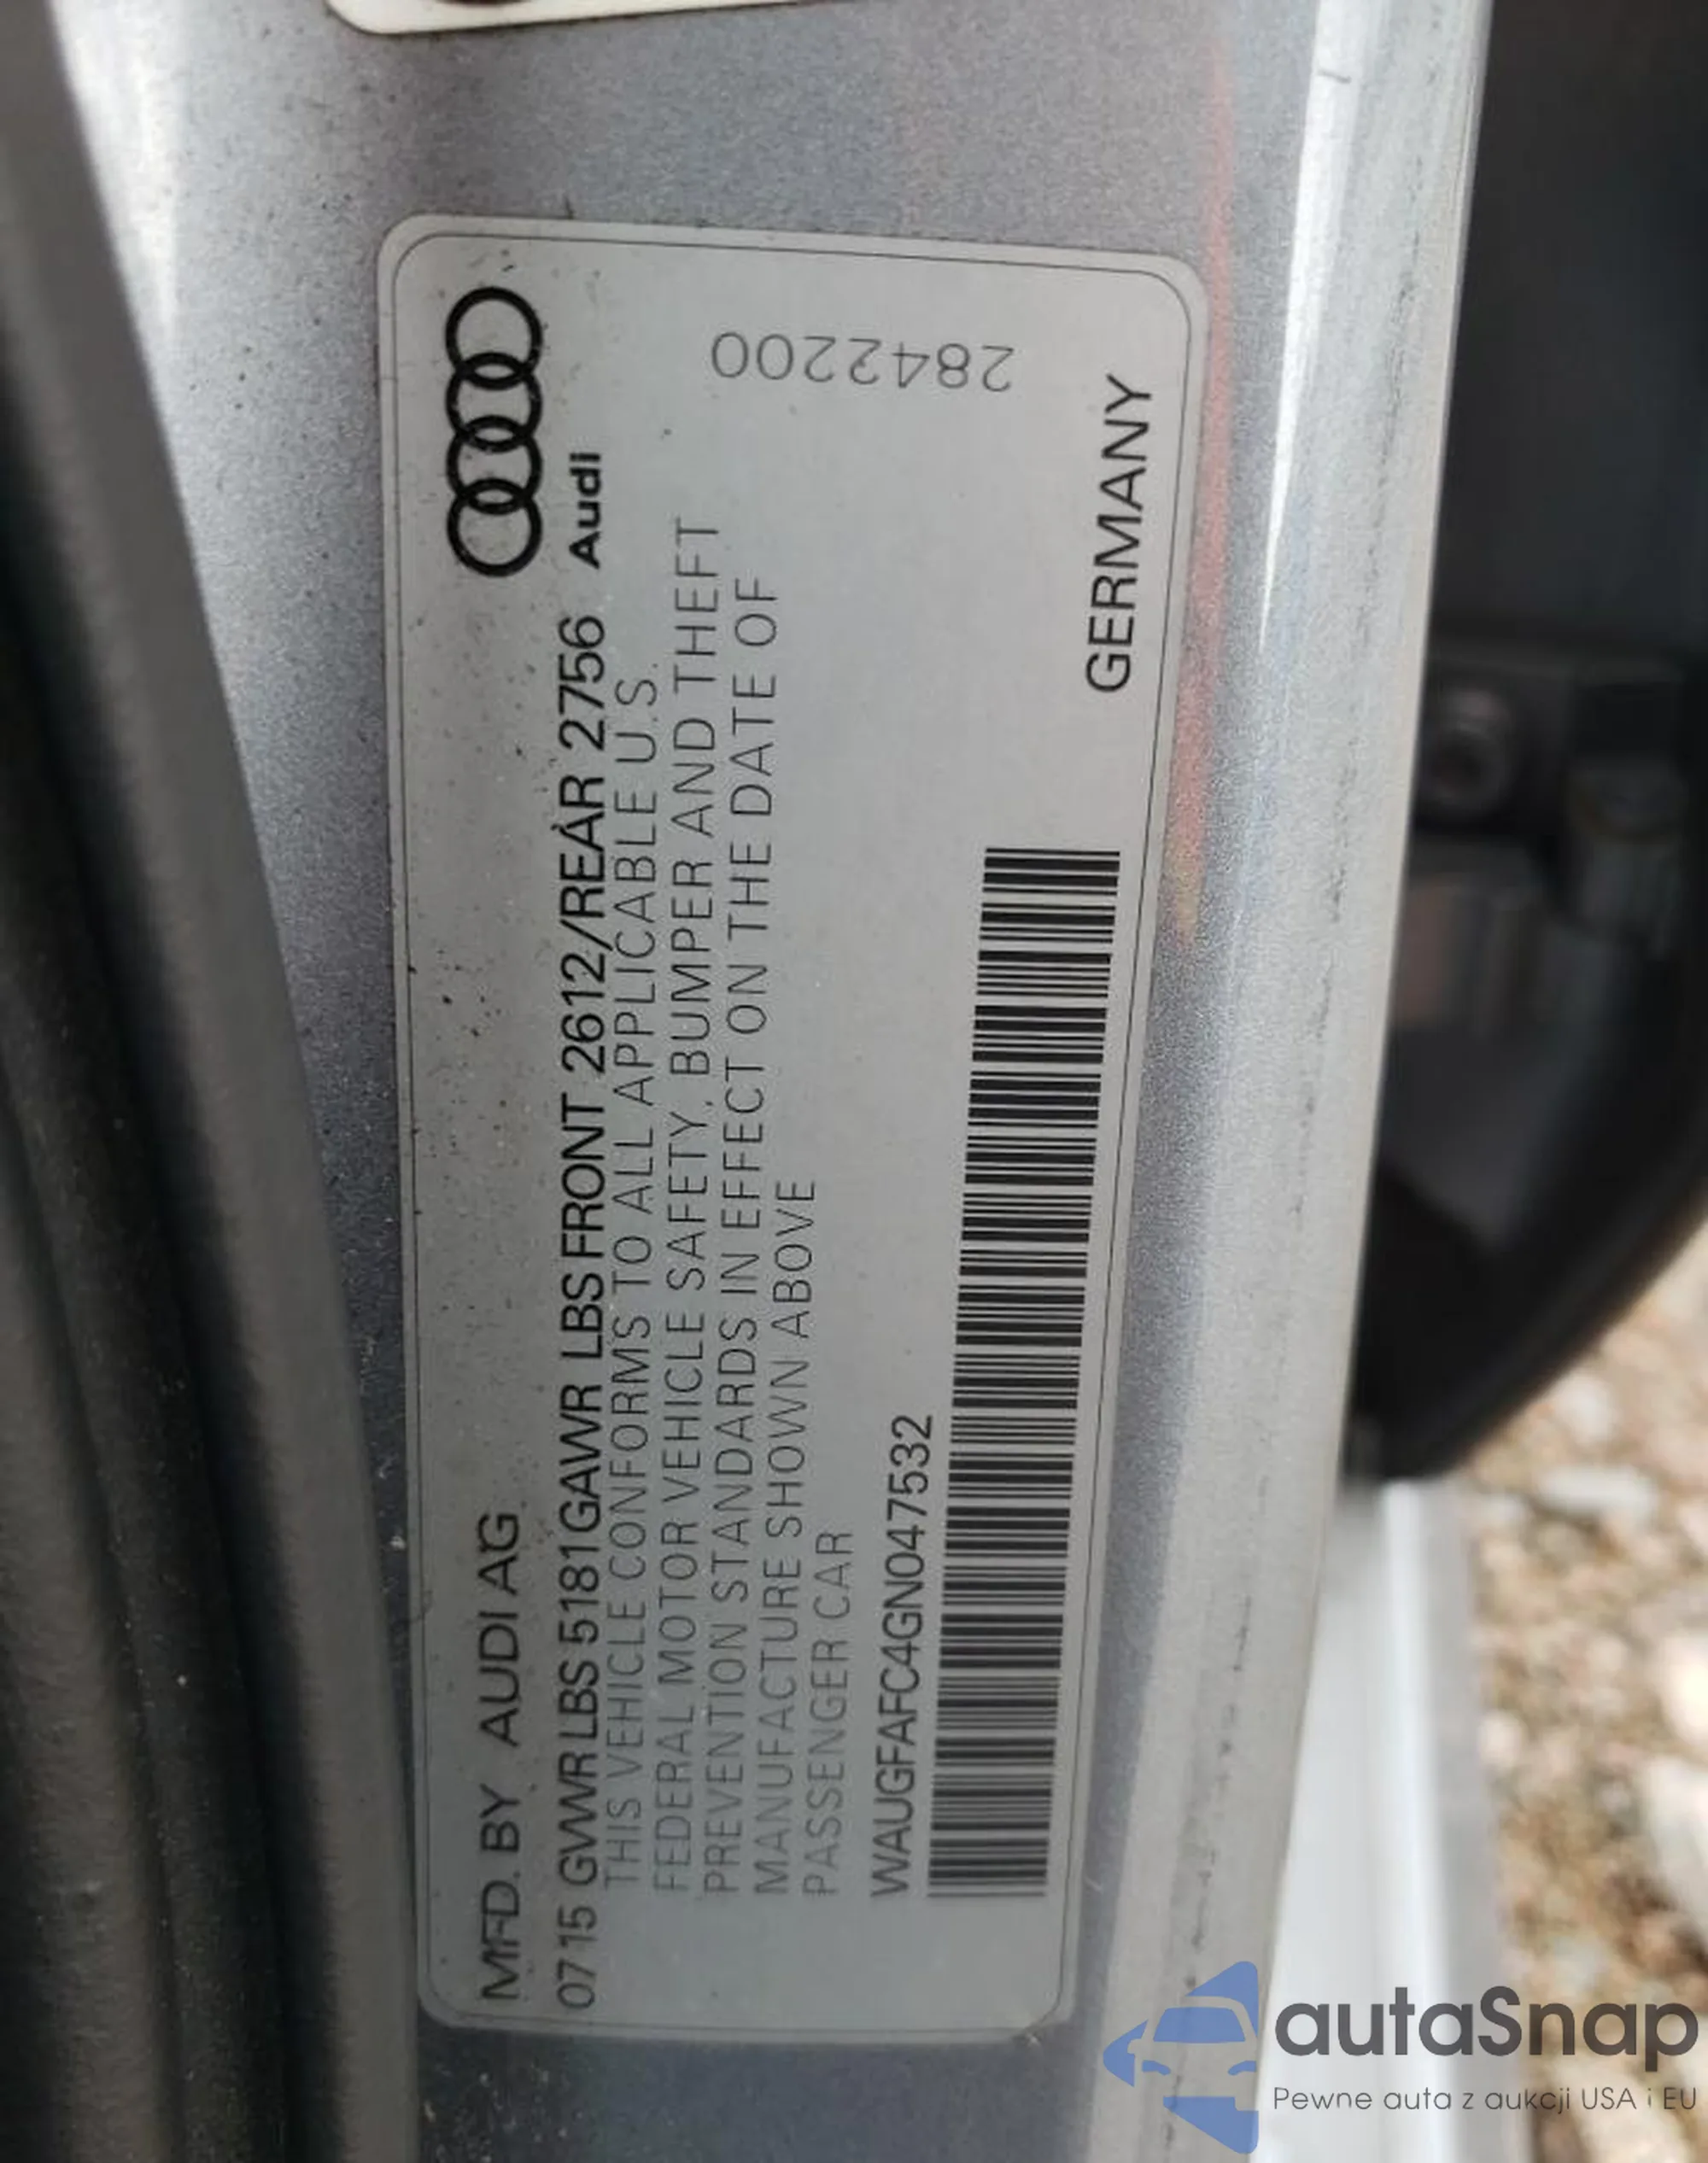 MFD. BY AUDI AG
07 15 GVWR LBS 5181 GAWR LBS FRONT 2612/REAR 2756
Audi
THIS VEHICLE CONFORMS TO ALL APPLICABLE U.S.
FEDERAL MOTOR VEHICLE SAFETY, BUMPER AND THEFT
PREVENTION STANDARDS IN EFFECT ON THE DATE OF
MANUFACTURE SHOWN ABOVE
PASSENGER CAR
2842200
WAUGFAFC4GN047532
GERMANY
autaSnap
Pewne auta z aukcji USA i EU